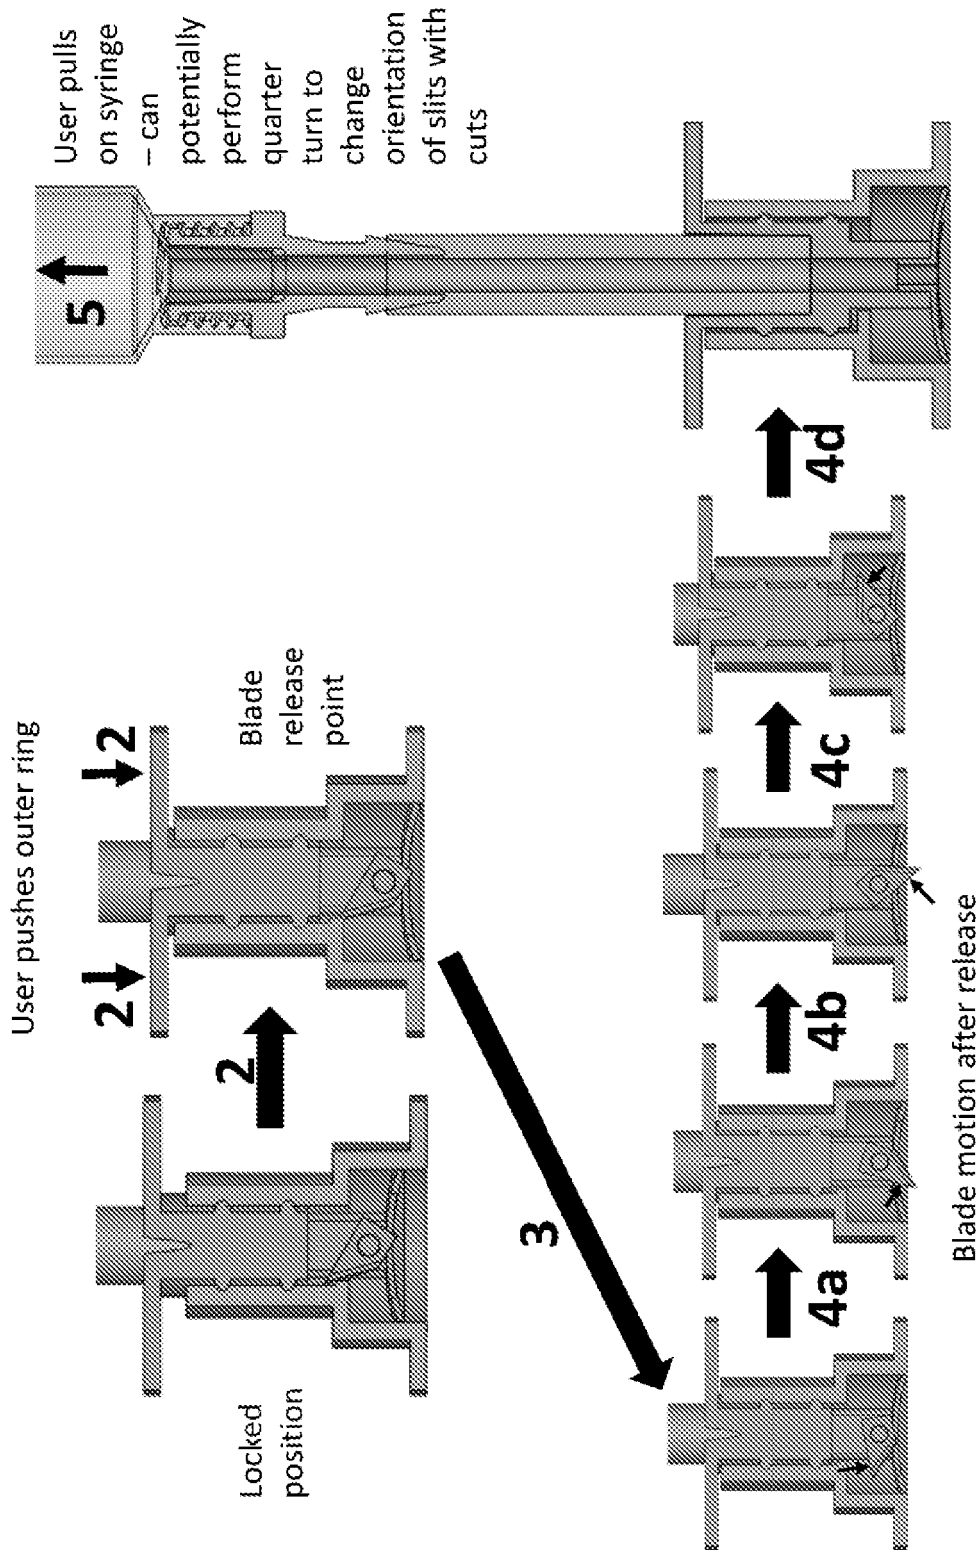 User pushes outer ring
2
2
Locked
position
2
Blade
release
point
3
4a
4b
4c
4d
Blade motion after release
5
User pulls
on syringe
– can
potentially
perform
quarter
turn to
change
orientation
of slits with
cuts